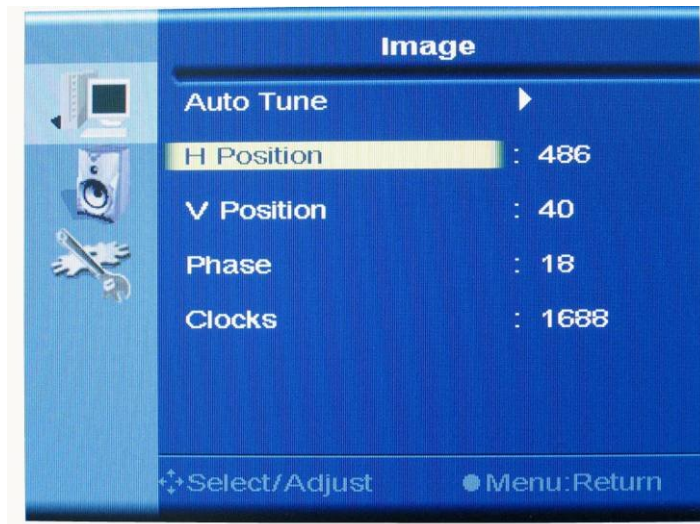 Image
Auto Tune
H Position : 486
V Position : 40
Phase : 18
Clocks : 1688
Select/Adjust Menu:Return